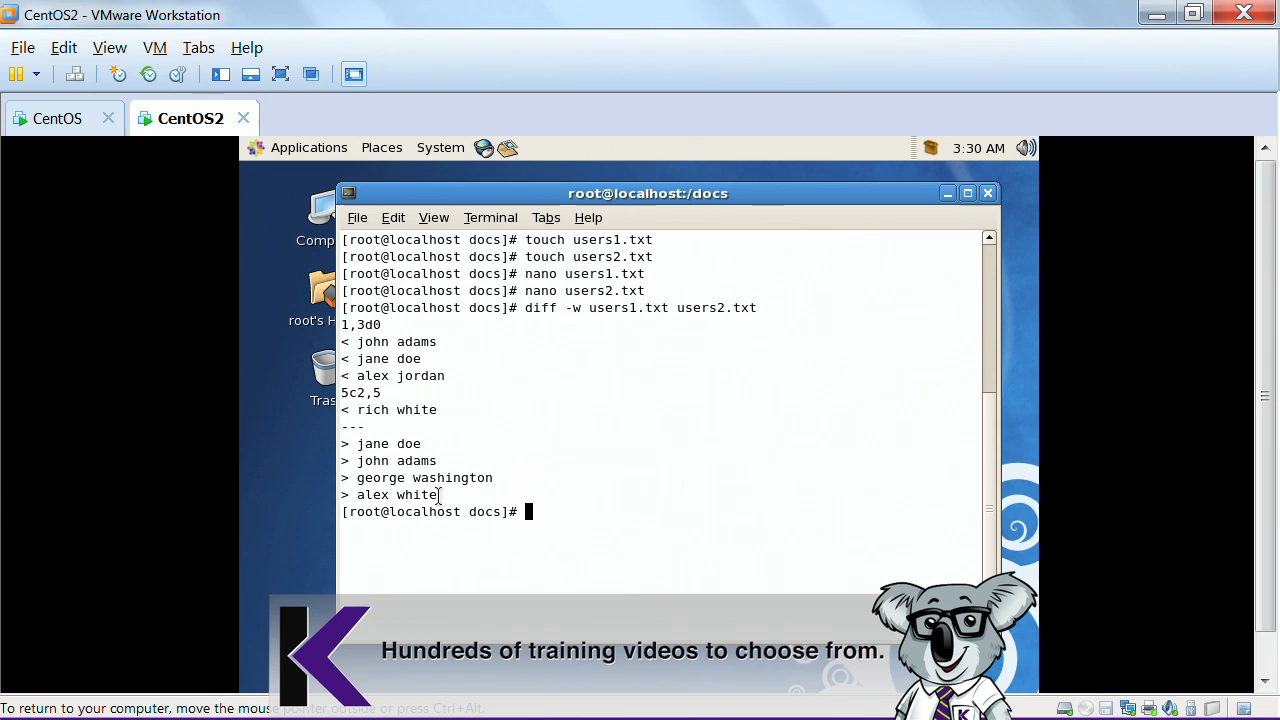 CentOS2 - VMware Workstation
File Edit View VM Tabs Help
CentOS CentOS2
Applications Places System 3:30 AM
root@localhost:/docs
File Edit View Terminal Tabs Help
Comp
root's H
Tras
[root@localhost docs]# touch users1.txt
[root@localhost docs]# touch users2.txt
[root@localhost docs]# nano users1.txt
[root@localhost docs]# nano users2.txt
[root@localhost docs]# diff -w users1.txt users2.txt
1,3d0
< john adams
< jane doe
< alex jordan
5c2,5
< rich white
---
> jane doe
> john adams
> george washington
> alex white
[root@localhost docs]#
K Hundreds of training videos to choose from.
K
To return to your computer, move the mouse pointer outside or press Ctrl+Alt.